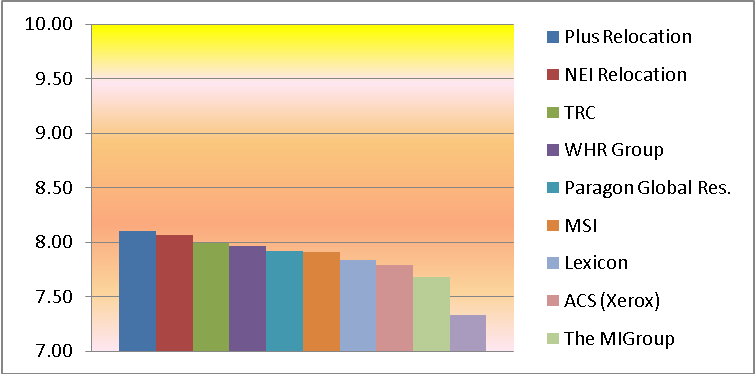 10.00
9.50
9.00
8.50
8.00
7.50
7.00
Plus Relocation
NEI Relocation
TRC
WHR Group
Paragon Global Res.
MSI
Lexicon
ACS (Xerox)
The MIGroup